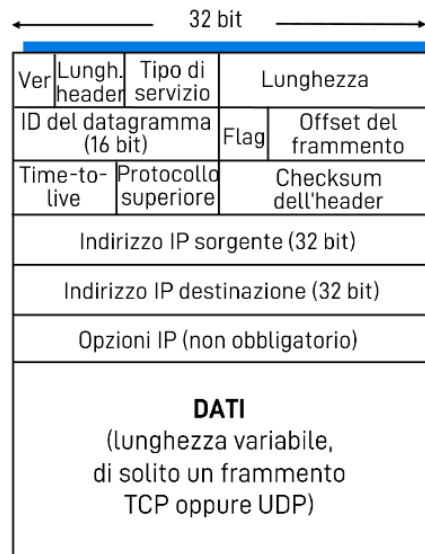 32 bit
Ver Lungh. header Tipo di servizio Lunghezza
ID del datagramma (16 bit) Flag Offset del frammento
Time-to-live Protocollo superiore Checksum dell'header
Indirizzo IP sorgente (32 bit)
Indirizzo IP destinazione (32 bit)
Opzioni IP (non obbligatorio)
DATI
(lunghezza variabile,
di solito un frammento
TCP oppure UDP)